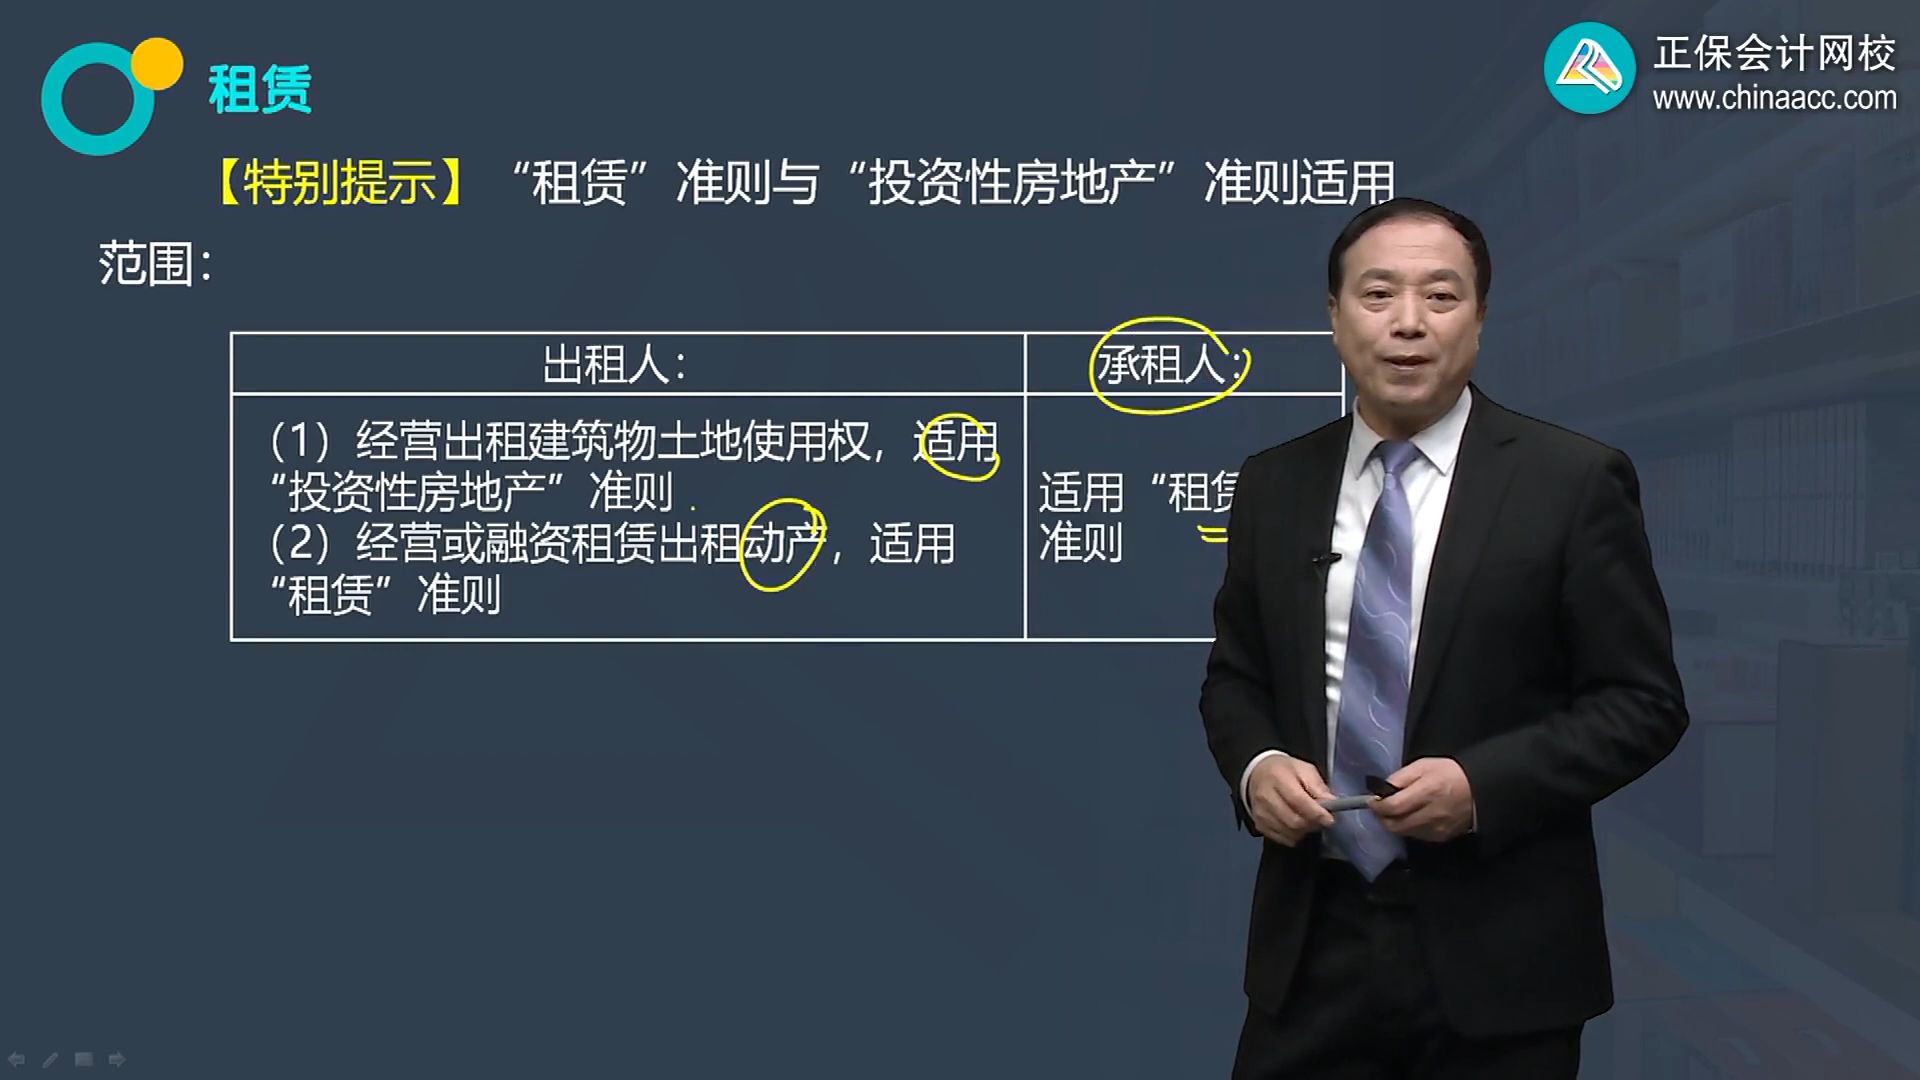 正保会计网校
www.chinaacc.com
租赁
【特别提示】“租赁”准则与“投资性房地产”准则适用
范围：
出租人：
承租人：
（1）经营出租建筑物土地使用权，适用
“投资性房地产”准则
（2）经营或融资租赁出租动产，适用
“租赁”准则
适用“租赁
准则